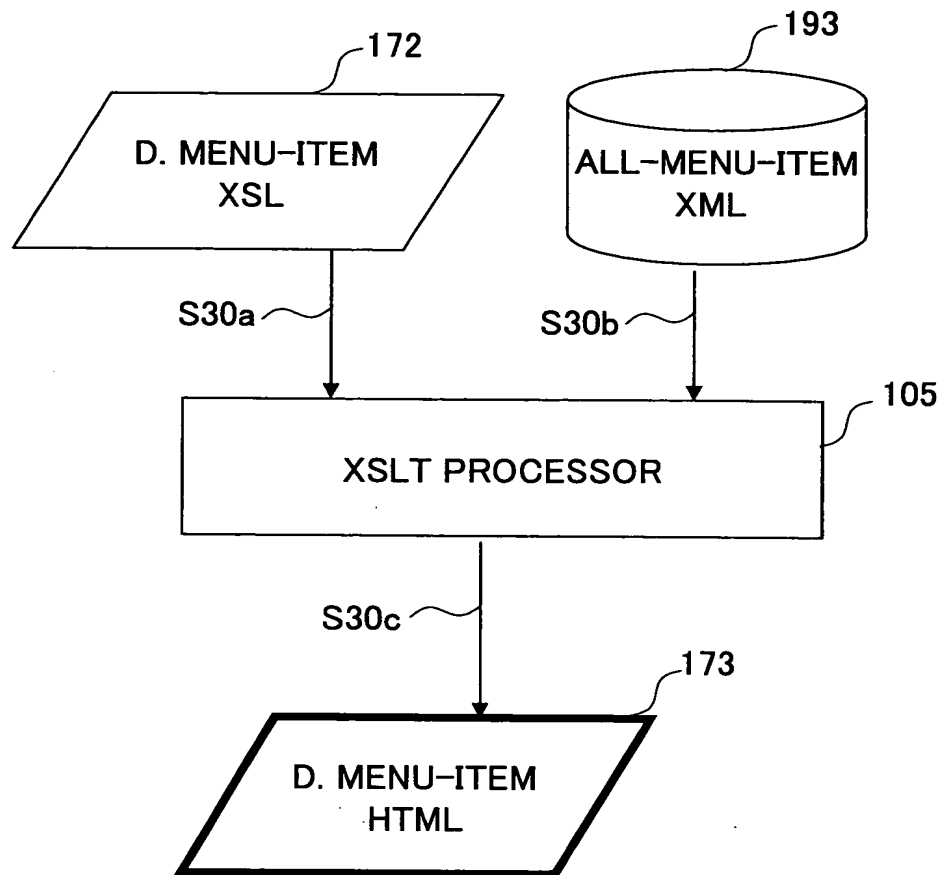 172
193
D. MENU-ITEM
XSL
ALL-MENU-ITEM
XML
S30a
S30b
105
XSLT PROCESSOR
S30c
173
D. MENU-ITEM
HTML